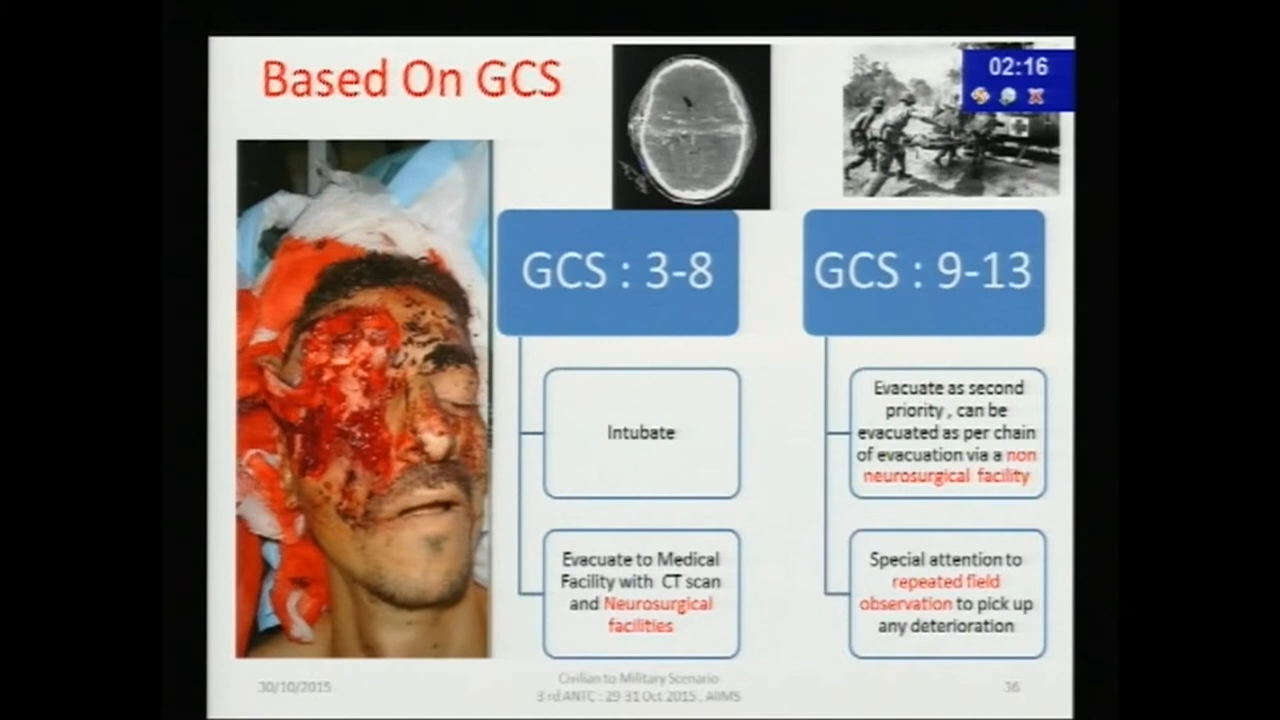 Based On GCS
02:16
GCS : 3-8
GCS : 9-13
Intubate
Evacuate as second
priority , can be
evacuated as per chain
of evacuation via a non
neurosurgical facility
Evacuate to Medical
Facility with CT scan
and Neurosurgical
facilities
Special attention to
repeated field
observation to pick up
any deterioration
30/10/2015
Civilian to Military Scenario
3 rd ANTC : 29-31 Oct 2015 , AIIMS
36